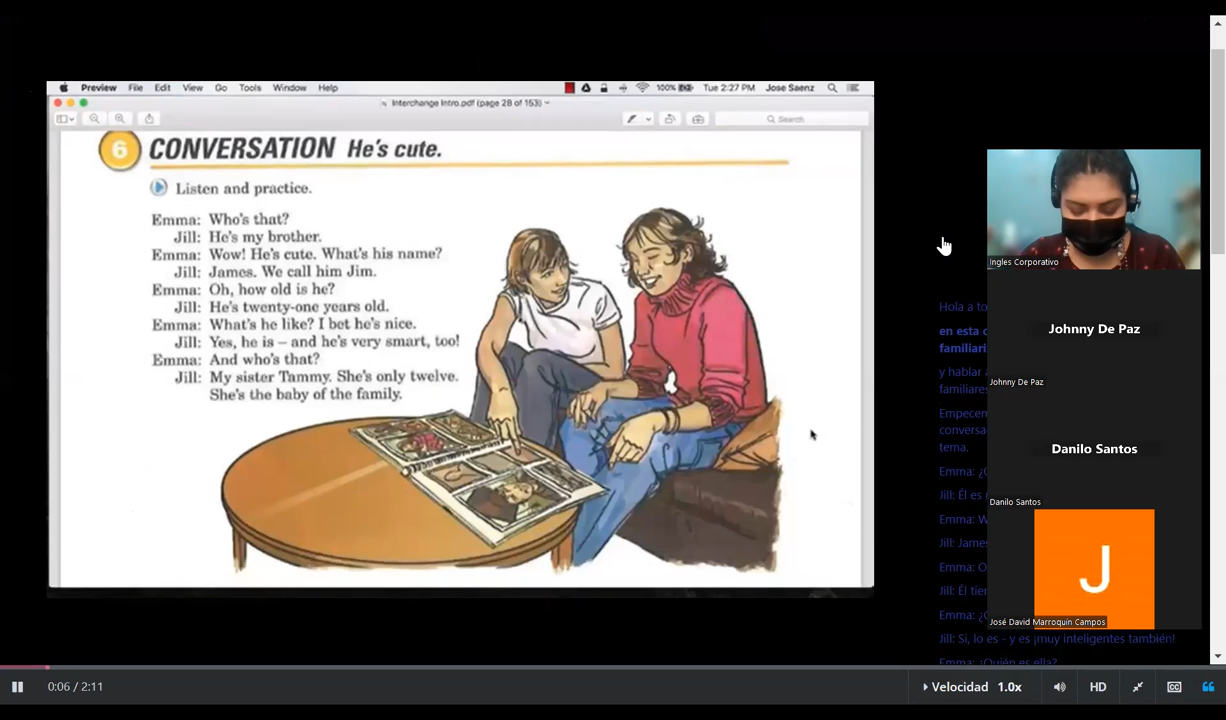 Preview File Edit View Go Tools Window Help 100% Tue 2:27 PM Jose Saenz
Interchange Intro.pdf (page 28 of 153)
Search
6 CONVERSATION He's cute.
Listen and practice.
Emma: Who's that?
Jill: He's my brother.
Emma: Wow! He's cute. What's his name?
Jill: James. We call him Jim.
Emma: Oh, how old is he?
Jill: He's twenty-one years old.
Emma: What's he like? I bet he's nice.
Jill: Yes, he is – and he's very smart, too!
Emma: And who's that?
Jill: My sister Tammy. She's only twelve.
She's the baby of the family.
Ingles Corporativo
Johnny De Paz
Johnny De Paz
Danilo Santos
Danilo Santos
J
José David Marroquín Campos
Hola a to
en esta c
familiari
y hablar a
familiares
Empecem
conversa
tema.
Emma: ¿
Jill: Él es
Emma: W
Jill: James
Emma: O
Jill: Él tier
Emma: ¿
Jill: Sí, lo es - y es ¡muy inteligentes también!
Emma: ¿Quién es ella?
0:06 / 2:11
Velocidad 1.0x
HD
CC